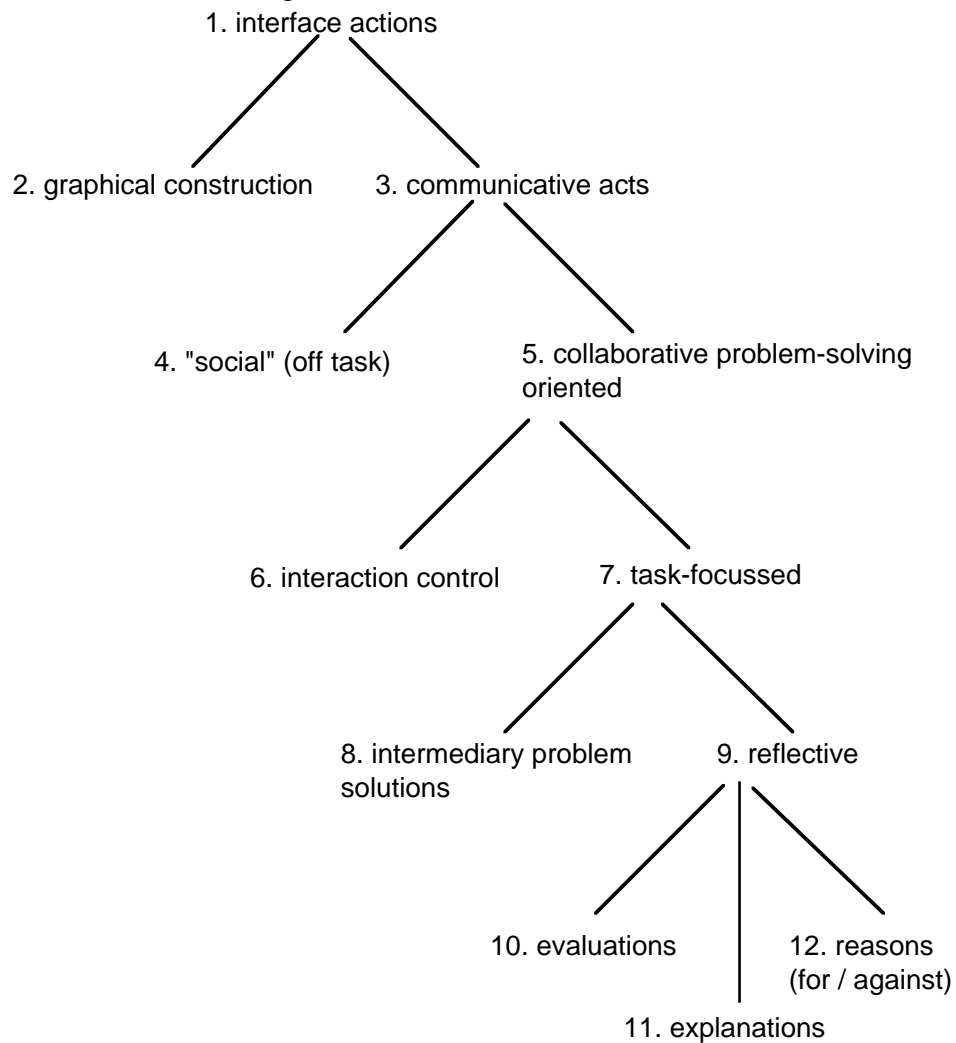 1. interface actions
2. graphical construction
3. communicative acts
4. "social" (off task)
5. collaborative problem-solving
oriented
6. interaction control
7. task-focussed
8. intermediary problem
solutions
9. reflective
10. evaluations
12. reasons
(for / against)
11. explanations